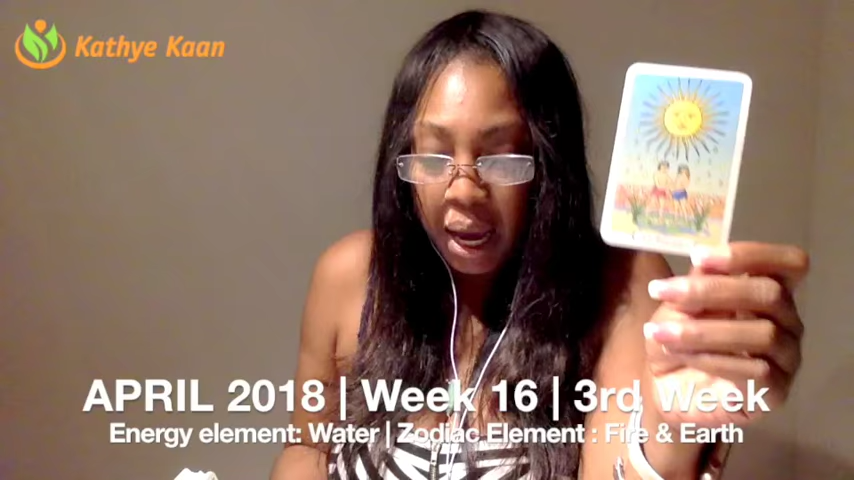 Kathye Kaan
APRIL 2018 | Week 16 | 3rd Week
Energy element: Water | Zodiac Element : Fire & Earth